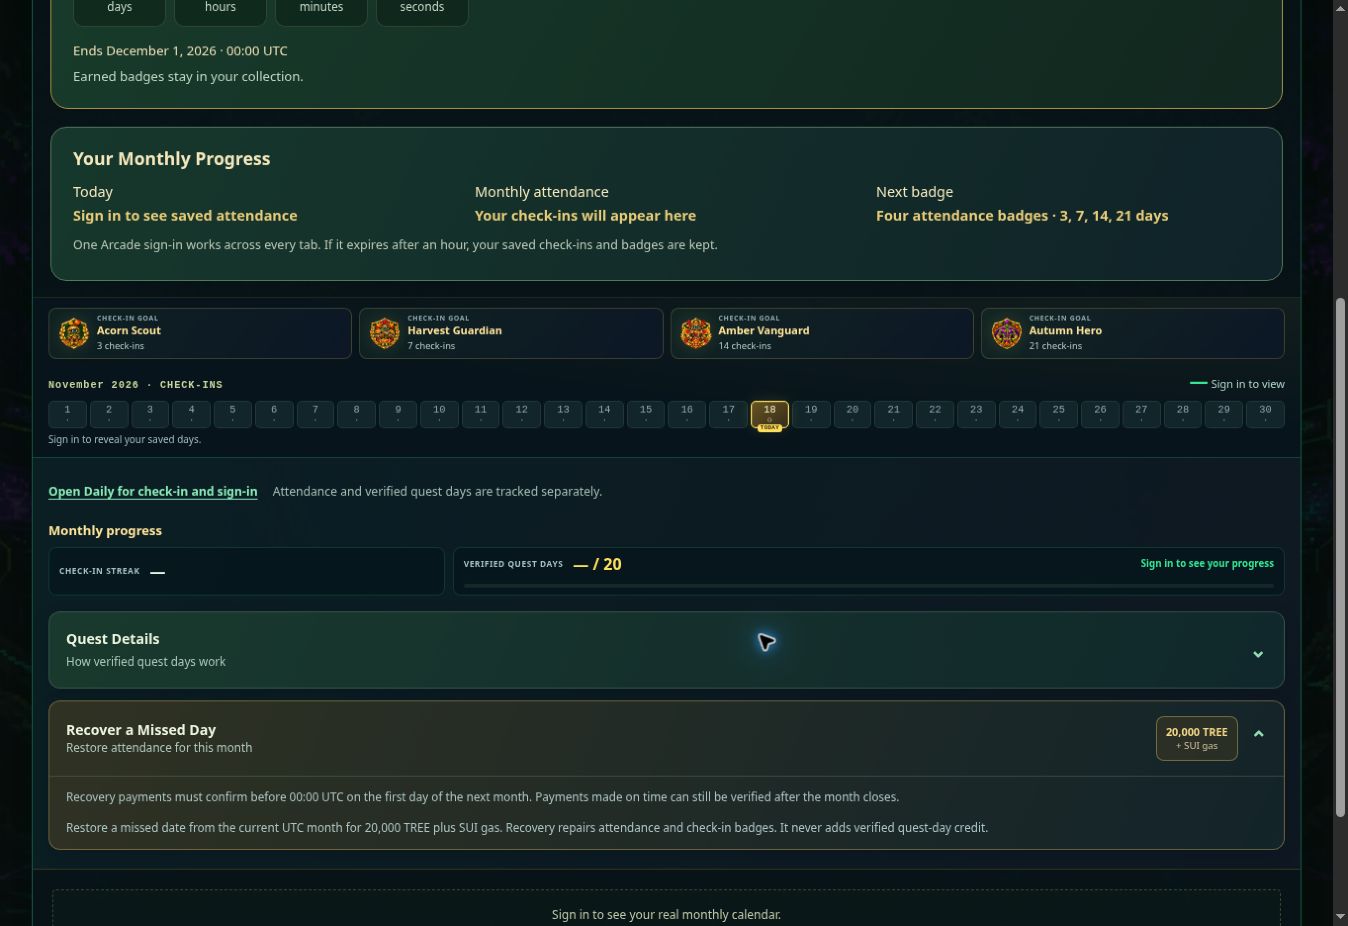 days hours minutes seconds
Ends December 1, 2026 · 00:00 UTC
Earned badges stay in your collection.
Your Monthly Progress
Today
Sign in to see saved attendance
Monthly attendance
Your check-ins will appear here
Next badge
Four attendance badges · 3, 7, 14, 21 days
One Arcade sign-in works across every tab. If it expires after an hour, your saved check-ins and badges are kept.
CHECK-IN GOAL
Acorn Scout
3 check-ins
CHECK-IN GOAL
Harvest Guardian
7 check-ins
CHECK-IN GOAL
Amber Vanguard
14 check-ins
CHECK-IN GOAL
Autumn Hero
21 check-ins
November 2026 · CHECK-INS
Sign in to view
1 2 3 4 5 6 7 8 9 10 11 12 13 14 15 16 17 18 19 20 21 22 23 24 25 26 27 28 29 30
TODAY
Sign in to reveal your saved days.
Open Daily for check-in and sign-in Attendance and verified quest days are tracked separately.
Monthly progress
CHECK-IN STREAK —
VERIFIED QUEST DAYS — / 20
Sign in to see your progress
Quest Details
How verified quest days work
Recover a Missed Day
Restore attendance for this month
20,000 TREE
+ SUI gas
Recovery payments must confirm before 00:00 UTC on the first day of the next month. Payments made on time can still be verified after the month closes.
Restore a missed date from the current UTC month for 20,000 TREE plus SUI gas. Recovery repairs attendance and check-in badges. It never adds verified quest-day credit.
Sign in to see your real monthly calendar.